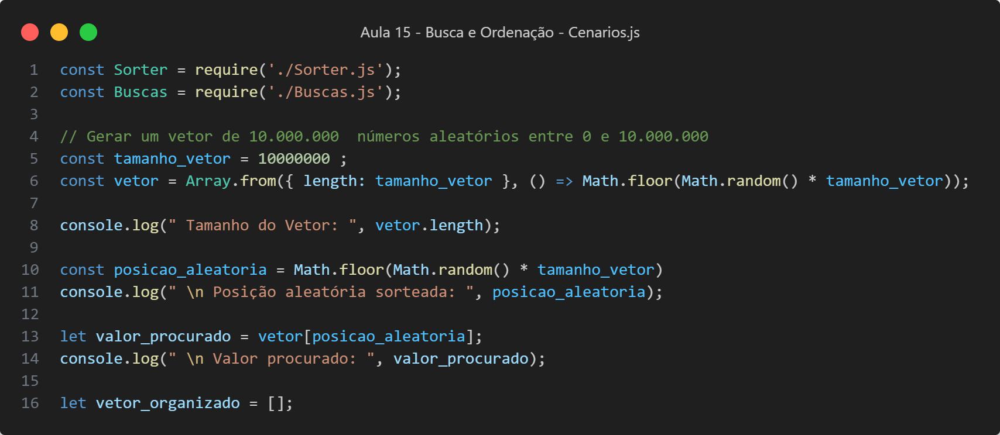 Aula 15 - Busca e Ordenação - Cenarios.js
1 const Sorter = require('./Sorter.js');
2 const Buscas = require('./Buscas.js');
3
4 // Gerar um vetor de 10.000.000  números aleatórios entre 0 e 10.000.000
5 const tamanho_vetor = 10000000 ;
6 const vetor = Array.from({ length: tamanho_vetor }, () => Math.floor(Math.random() * tamanho_vetor));
7
8 console.log(" Tamanho do Vetor: ", vetor.length);
9
10 const posicao_aleatoria = Math.floor(Math.random() * tamanho_vetor)
11 console.log(" \n Posição aleatória sorteada: ", posicao_aleatoria);
12
13 let valor_procurado = vetor[posicao_aleatoria];
14 console.log(" \n Valor procurado: ", valor_procurado);
15
16 let vetor_organizado = [];